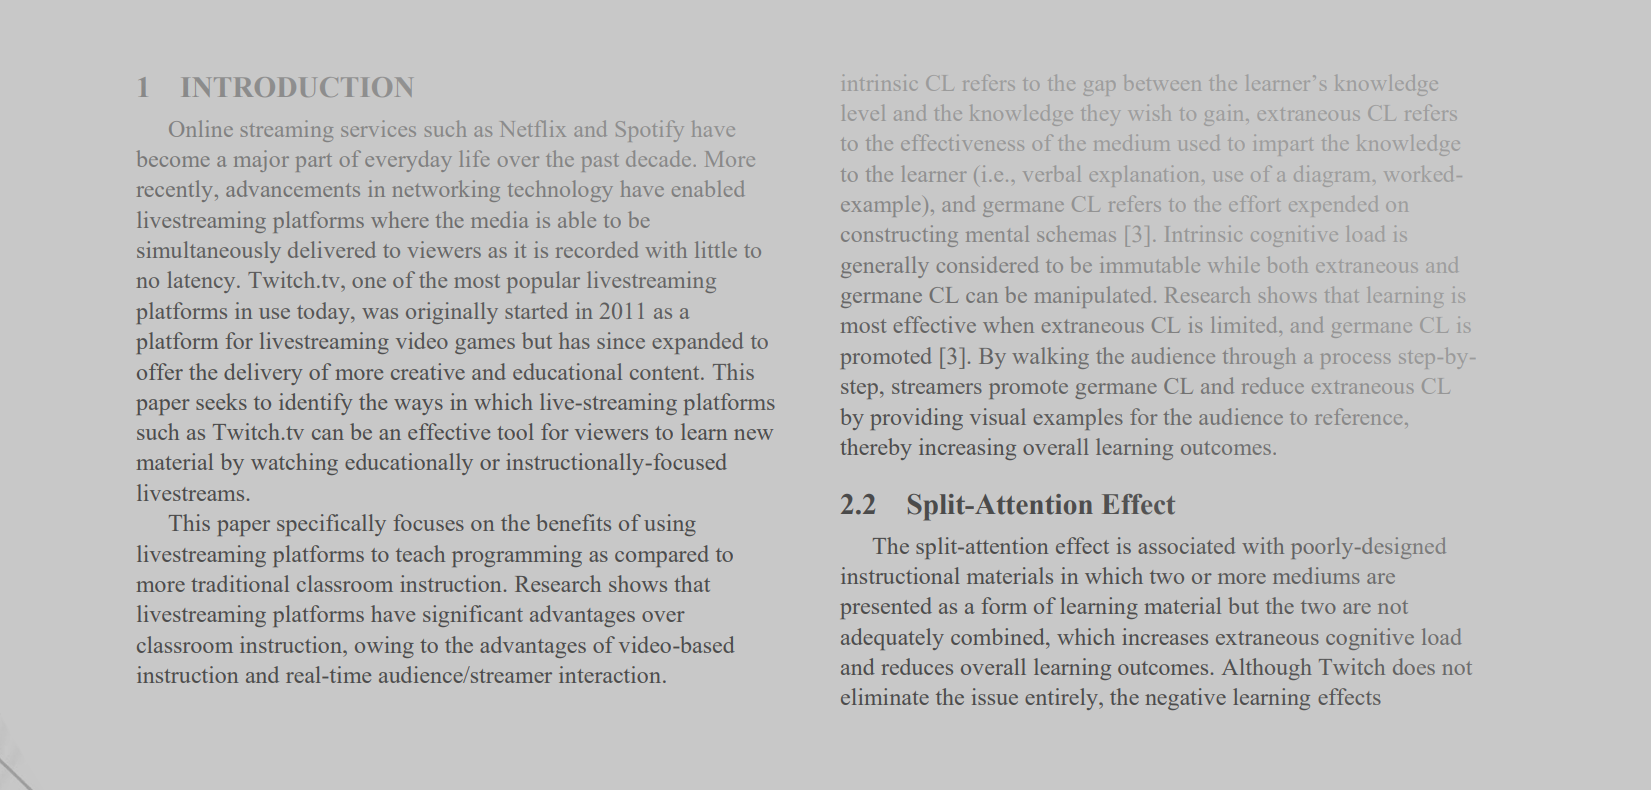 1 INTRODUCTION
Online streaming services such as Netflix and Spotify have
become a major part of everyday life over the past decade. More
recently, advancements in networking technology have enabled
livestreaming platforms where the media is able to be
simultaneously delivered to viewers as it is recorded with little to
no latency. Twitch.tv, one of the most popular livestreaming
platforms in use today, was originally started in 2011 as a
platform for livestreaming video games but has since expanded to
offer the delivery of more creative and educational content. This
paper seeks to identify the ways in which live-streaming platforms
such as Twitch.tv can be an effective tool for viewers to learn new
material by watching educationally or instructionally-focused
livestreams.
This paper specifically focuses on the benefits of using
livestreaming platforms to teach programming as compared to
more traditional classroom instruction. Research shows that
livestreaming platforms have significant advantages over
classroom instruction, owing to the advantages of video-based
instruction and real-time audience/streamer interaction.
intrinsic CL refers to the gap between the learner's knowledge
level and the knowledge they wish to gain, extraneous CL refers
to the effectiveness of the medium used to impart the knowledge
to the learner (i.e., verbal explanation, use of a diagram, worked-
example), and germane CL refers to the effort expended on
constructing mental schemas [3]. Intrinsic cognitive load is
generally considered to be immutable while both extraneous and
germane CL can be manipulated. Research shows that learning is
most effective when extraneous CL is limited, and germane CL is
promoted [3]. By walking the audience through a process step-by-
step, streamers promote germane CL and reduce extraneous CL
by providing visual examples for the audience to reference,
thereby increasing overall learning outcomes.
2.2 Split-Attention Effect
The split-attention effect is associated with poorly-designed
instructional materials in which two or more mediums are
presented as a form of learning material but the two are not
adequately combined, which increases extraneous cognitive load
and reduces overall learning outcomes. Although Twitch does not
eliminate the issue entirely, the negative learning effects